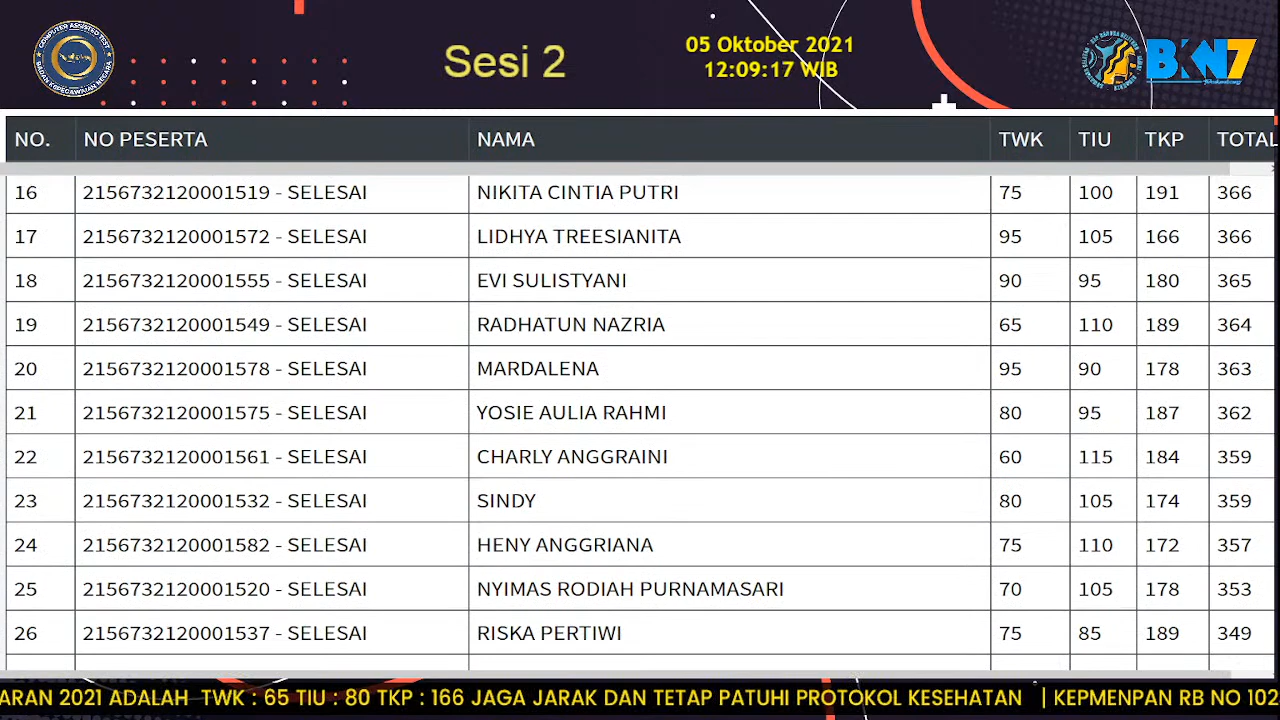 COMPUTER ASSISTED TEST
BADAN KEPEGAWAIAN NEGARA
Sesi 2
05 Oktober 2021
12:09:17 WIB
BKN7
NO. NO PESERTA NAMA TWK TIU TKP TOTAL
16 2156732120001519 - SELESAI NIKITA CINTIA PUTRI 75 100 191 366
17 2156732120001572 - SELESAI LIDHYA TREESIANITA 95 105 166 366
18 2156732120001555 - SELESAI EVI SULISTYANI 90 95 180 365
19 2156732120001549 - SELESAI RADHATUN NAZRIA 65 110 189 364
20 2156732120001578 - SELESAI MARDALENA 95 90 178 363
21 2156732120001575 - SELESAI YOSIE AULIA RAHMI 80 95 187 362
22 2156732120001561 - SELESAI CHARLY ANGGRAINI 60 115 184 359
23 2156732120001532 - SELESAI SINDY 80 105 174 359
24 2156732120001582 - SELESAI HENY ANGGRIANA 75 110 172 357
25 2156732120001520 - SELESAI NYIMAS RODIAH PURNAMASARI 70 105 178 353
26 2156732120001537 - SELESAI RISKA PERTIWI 75 85 189 349
ARAN 2021 ADALAH TWK : 65 TIU : 80 TKP : 166 JAGA JARAK DAN TETAP PATUHI PROTOKOL KESEHATAN | KEPMENPAN RB NO 102